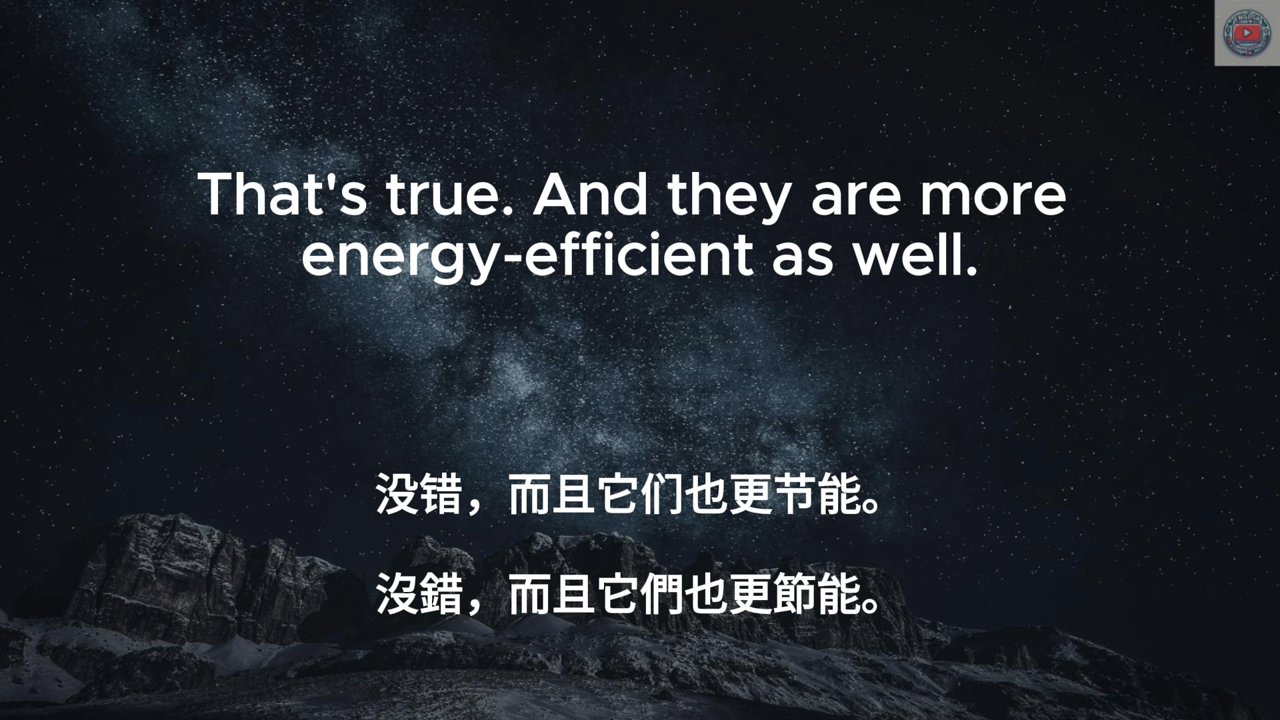 That's true. And they are more
energy-efficient as well.
没错，而且它们也更节能。
沒錯，而且它們也更節能。